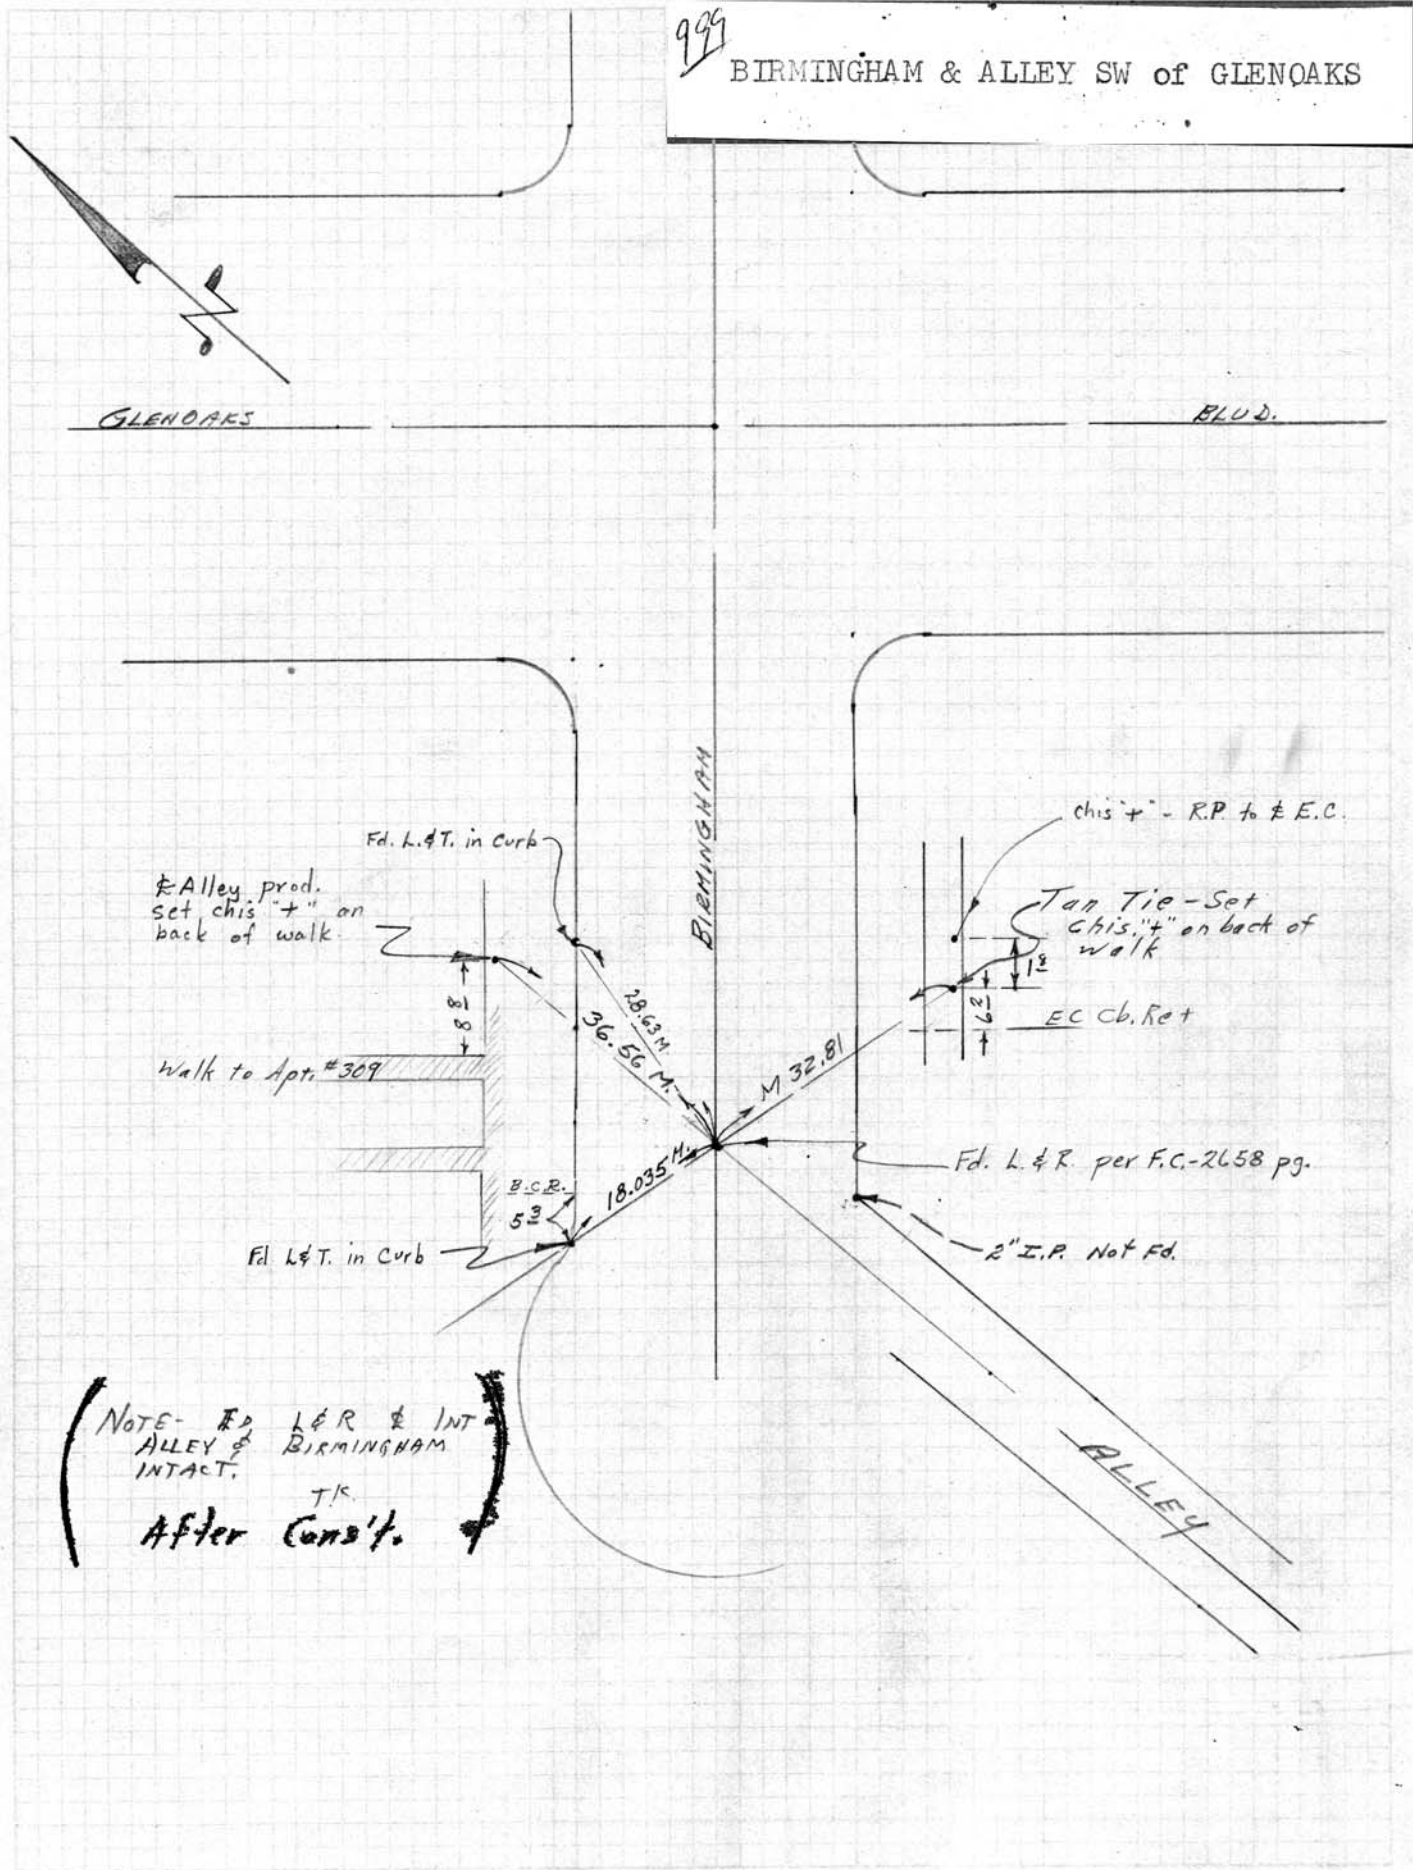 999
BIRMINGHAM & ALLEY SW of GLENOAKS
GLENOAKS
BLVD.
BIRMINGHAM
chis "+" - R.P. to ℄ E.C.
Fd. L.&T. in Curb
℄ Alley prod.
set chis "+" on
back of walk
Tan Tie - Set
Chis. "+" on back of
walk
1 8
8 8
6 2
EC Cb. Ret
28.63 M.
36.56 M.
M 32.81
Walk to Apt. #309
18.035 M.
Fd. L & R per F.C.-2658 pg.
B.C.R.
5 3
Fd L&T. in Curb
2" I.P. Not Fd.
NOTE- FD L&R ℄ INT
ALLEY & BIRMINGHAM
INTACT.
T.K.
After Cons't.
ALLEY